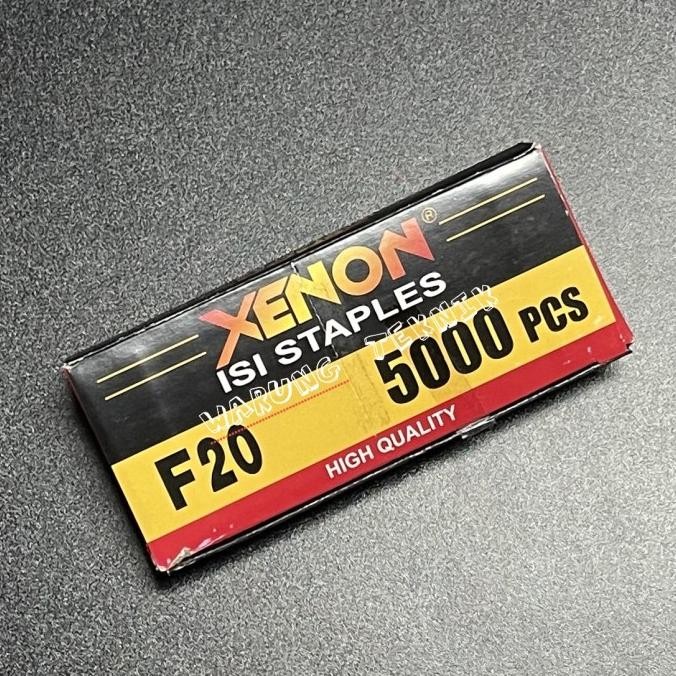 XENON®
ISI STAPLES
WARUNG TEKNIK
F20
5000 PCS
HIGH QUALITY